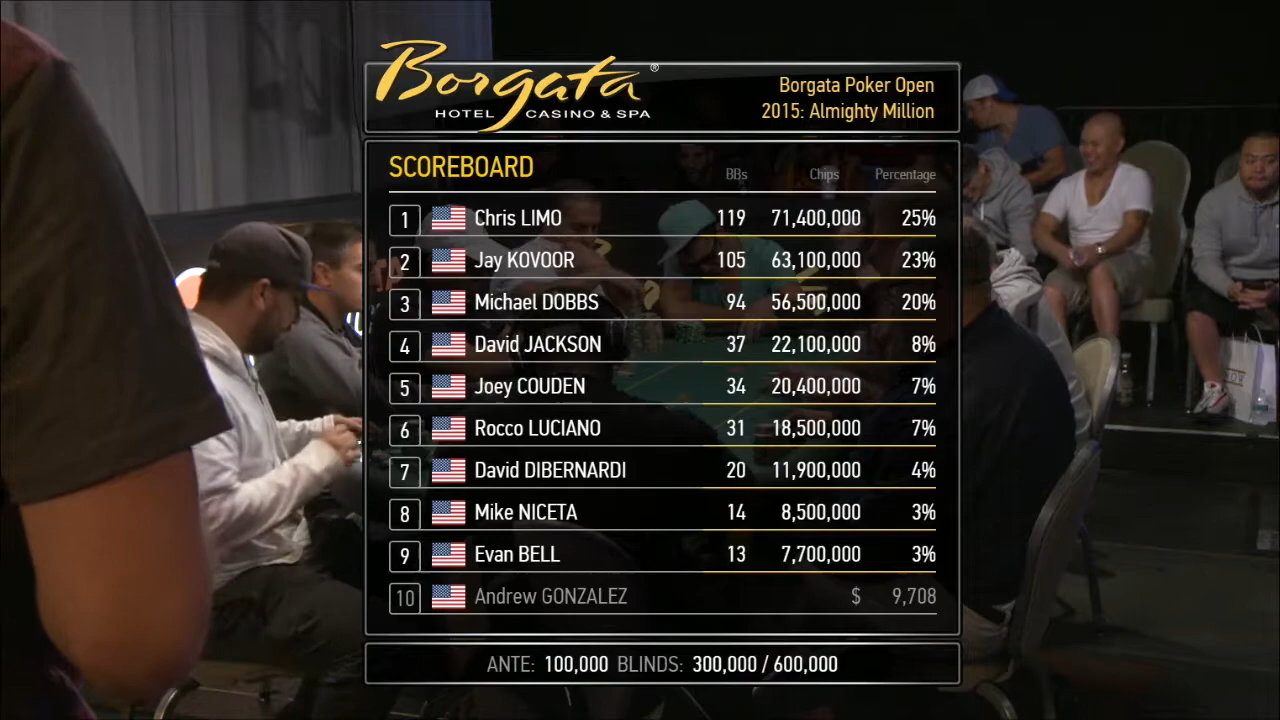 Borgata®
HOTEL CASINO & SPA
Borgata Poker Open
2015: Almighty Million
SCOREBOARD BBs Chips Percentage
1 Chris LIMO 119 71,400,000 25%
2 Jay KOVOOR 105 63,100,000 23%
3 Michael DOBBS 94 56,500,000 20%
4 David JACKSON 37 22,100,000 8%
5 Joey COUDEN 34 20,400,000 7%
6 Rocco LUCIANO 31 18,500,000 7%
7 David DIBERNARDI 20 11,900,000 4%
8 Mike NICETA 14 8,500,000 3%
9 Evan BELL 13 7,700,000 3%
10 Andrew GONZALEZ $ 9,708
ANTE: 100,000 BLINDS: 300,000 / 600,000